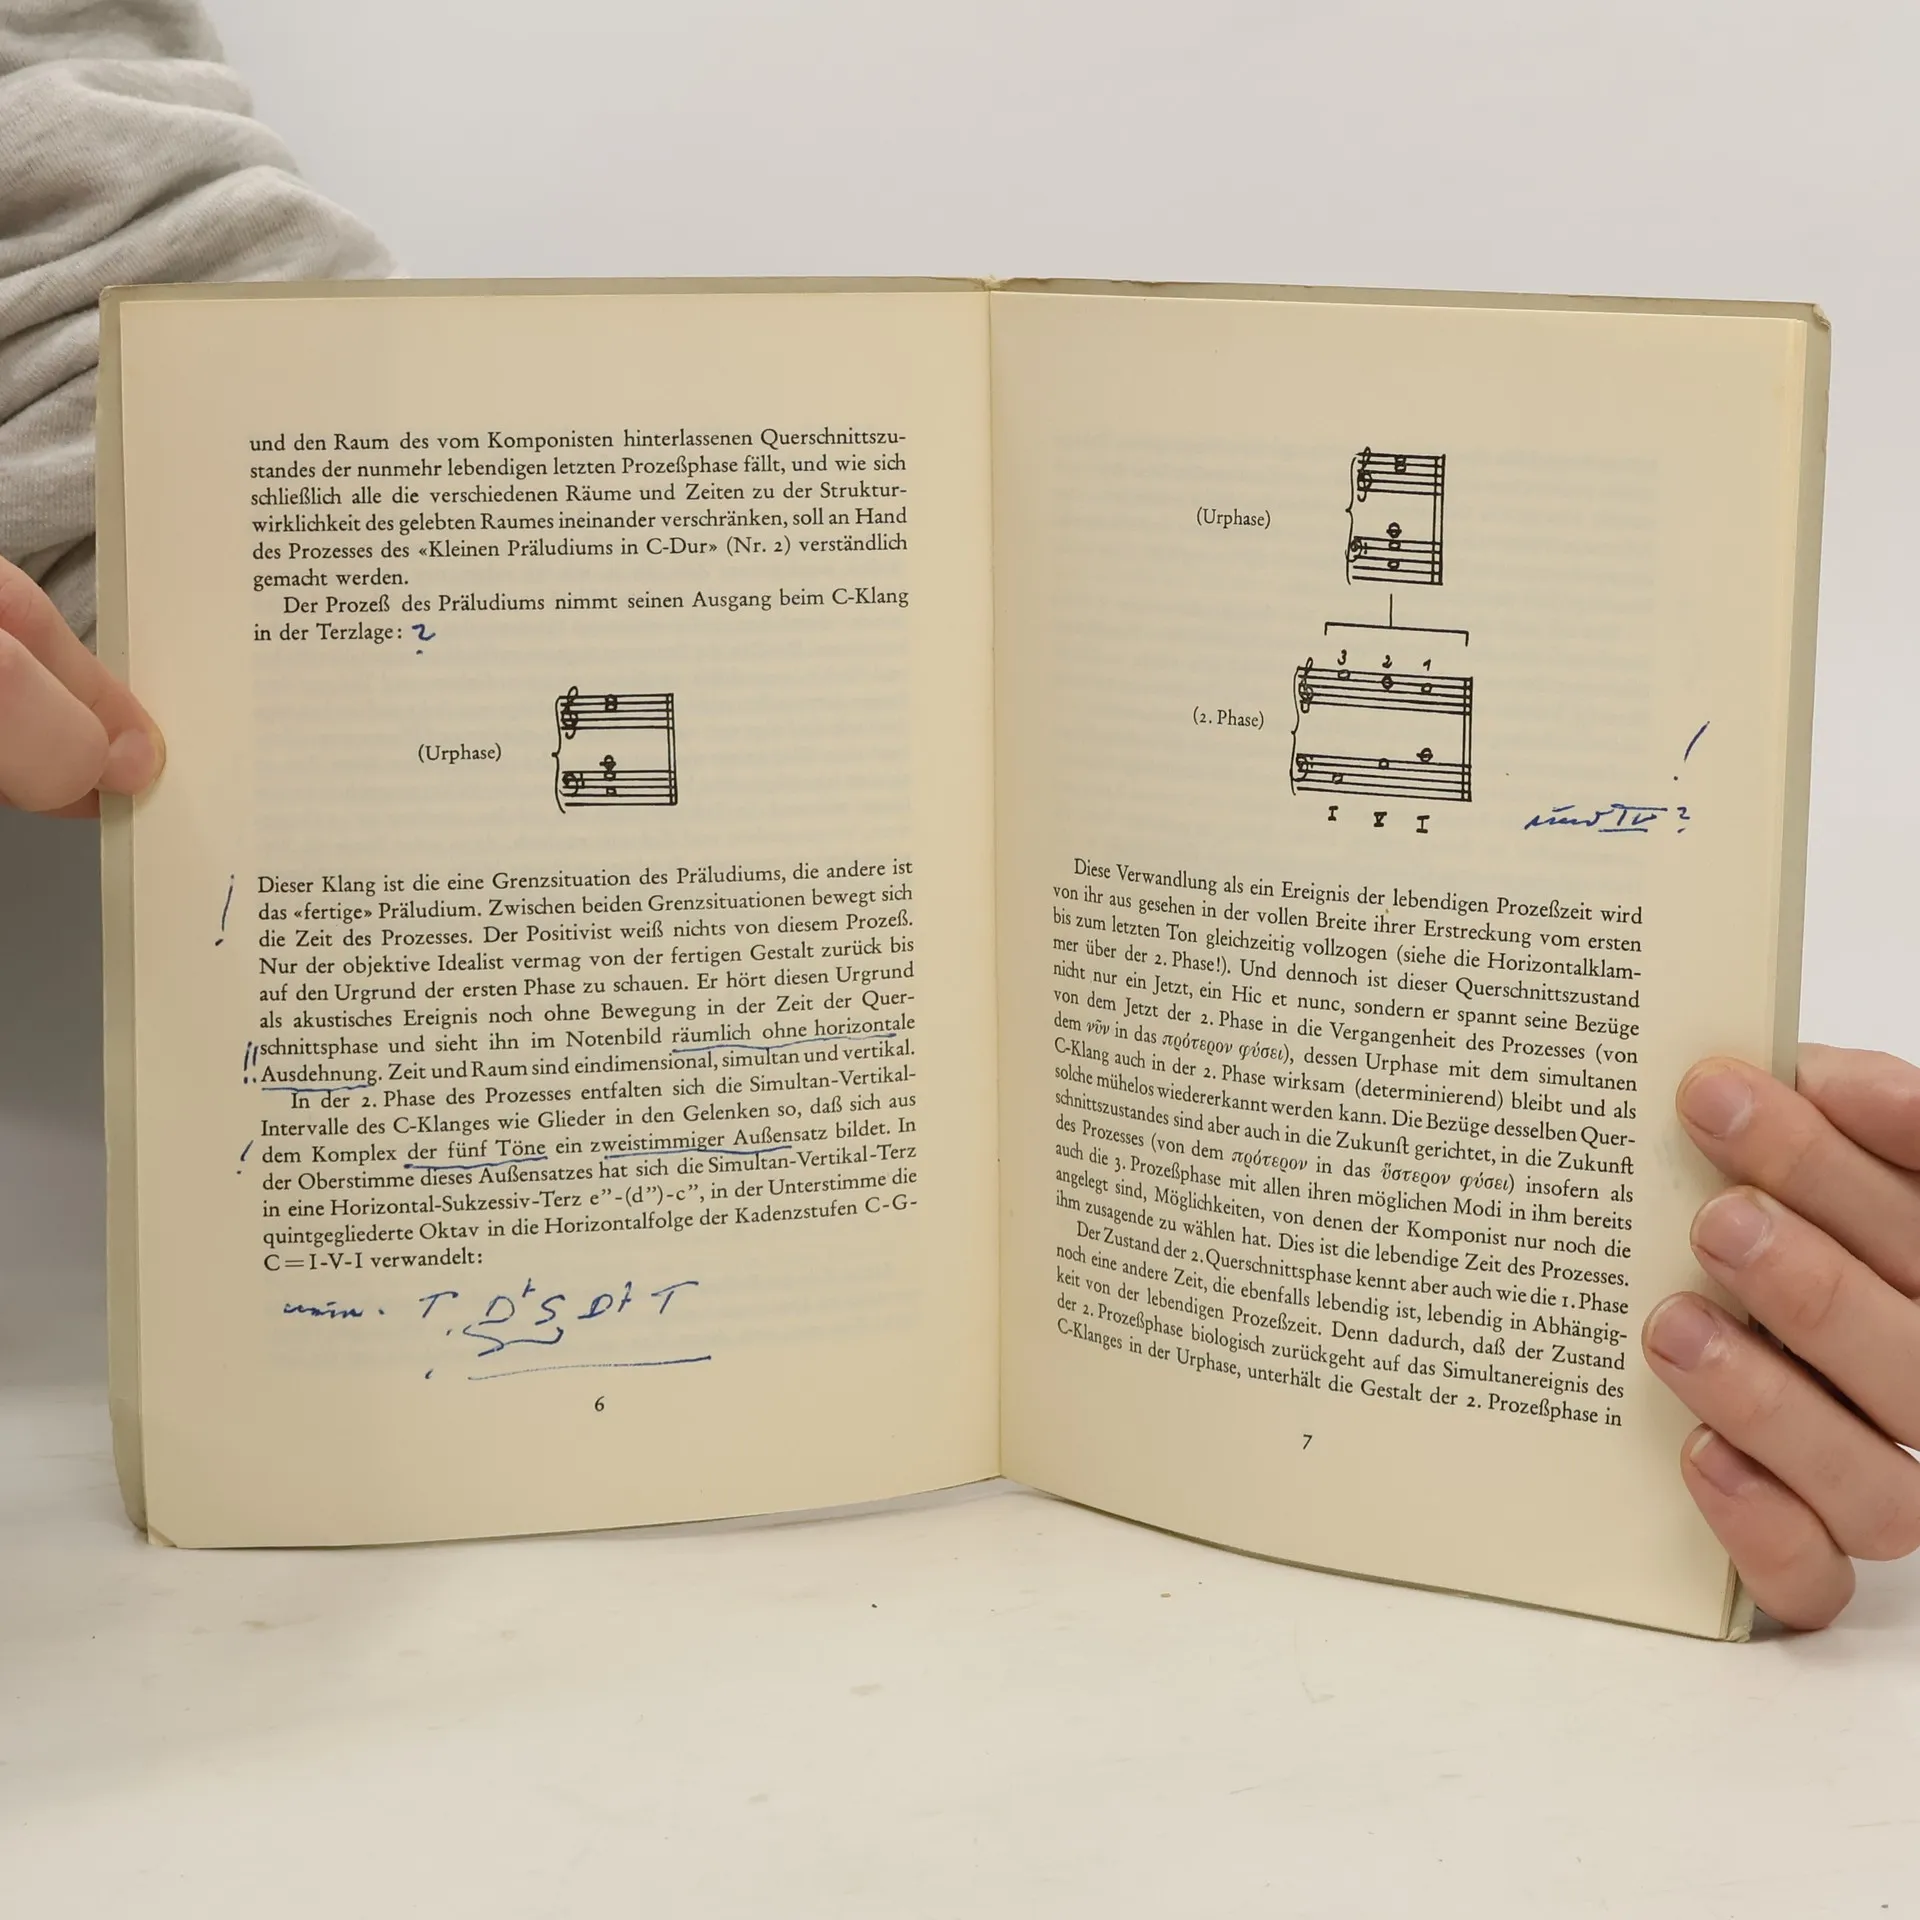 und den Raum des vom Komponisten hinterlassenen Querschnittszu-
standes der nunmehr lebendigen letzten Prozeßphase fällt, und wie sich
schließlich alle die verschiedenen Räume und Zeiten zu der Struktur-
wirklichkeit des gelebten Raumes ineinander verschränken, soll an Hand
des Prozesses des «Kleinen Präludiums in C-Dur» (Nr. 2) verständlich
gemacht werden.
Der Prozeß des Präludiums nimmt seinen Ausgang beim C-Klang
in der Terzlage: ?
(Urphase)
! Dieser Klang ist die eine Grenzsituation des Präludiums, die andere ist
das «fertige» Präludium. Zwischen beiden Grenzsituationen bewegt sich
die Zeit des Prozesses. Der Positivist weiß nichts von diesem Prozeß.
Nur der objektive Idealist vermag von der fertigen Gestalt zurück bis
auf den Urgrund der ersten Phase zu schauen. Er hört diesen Urgrund
als akustisches Ereignis noch ohne Bewegung in der Zeit der Quer-
!! schnittsphase und sieht ihn im Notenbild räumlich ohne horizontale
Ausdehnung. Zeit und Raum sind eindimensional, simultan und vertikal.
In der 2. Phase des Prozesses entfalten sich die Simultan-Vertikal-
Intervalle des C-Klanges wie Glieder in den Gelenken so, daß sich aus
! dem Komplex der fünf Töne ein zweistimmiger Außensatz bildet. In
der Oberstimme dieses Außensatzes hat sich die Simultan-Vertikal-Terz
in eine Horizontal-Sukzessiv-Terz e”-(d”)-c”, in der Unterstimme die
quintgegliederte Oktav in die Horizontalfolge der Kadenzstufen C-G-
C=I-V-I verwandelt:
T D S D T
6
(Urphase)
3 2 1
(2. Phase)
!
I V I
und IV ?
Diese Verwandlung als ein Ereignis der lebendigen Prozeßzeit wird
von ihr aus gesehen in der vollen Breite ihrer Erstreckung vom ersten
bis zum letzten Ton gleichzeitig vollzogen (siehe die Horizontalklam-
mer über der 2. Phase!). Und dennoch ist dieser Querschnittszustand
nicht nur ein Jetzt, ein Hic et nunc, sondern er spannt seine Bezüge
von dem Jetzt der 2. Phase in die Vergangenheit des Prozesses (von
dem νῦν in das πρότερον φύσει), dessen Urphase mit dem simultanen
C-Klang auch in der 2. Phase wirksam (determinierend) bleibt und als
solche mühelos wiedererkannt werden kann. Die Bezüge desselben Quer-
schnittszustandes sind aber auch in die Zukunft gerichtet, in die Zukunft
des Prozesses (von dem πρότερον in das ὕστερον φύσει) insofern als
auch die 3. Prozeßphase mit allen ihren möglichen Modi in ihm bereits
angelegt sind, Möglichkeiten, von denen der Komponist nur noch die
ihm zusagende zu wählen hat. Dies ist die lebendige Zeit des Prozesses.
Der Zustand der 2. Querschnittsphase kennt aber auch wie die 1. Phase
noch eine andere Zeit, die ebenfalls lebendig ist, lebendig in Abhängig-
keit von der lebendigen Prozeßzeit. Denn dadurch, daß der Zustand
der 2. Prozeßphase biologisch zurückgeht auf das Simultanereignis des
C-Klanges in der Urphase, unterhält die Gestalt der 2. Prozeßphase in
7